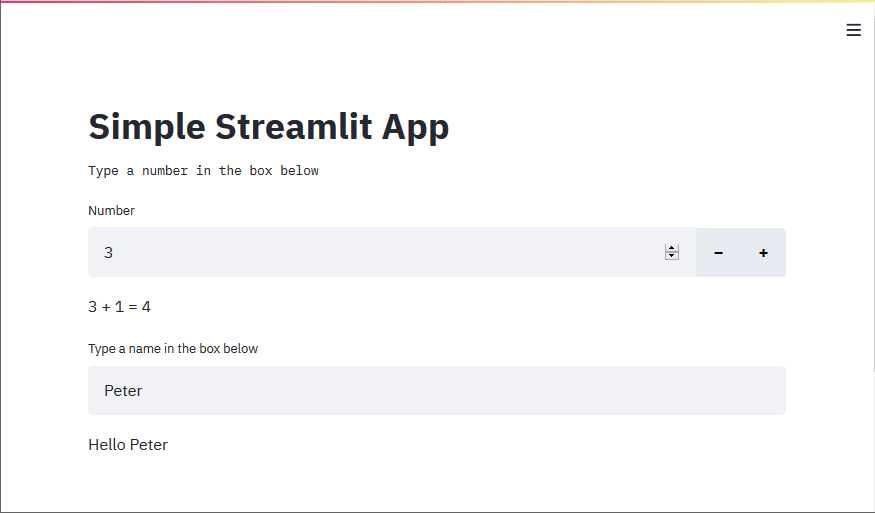 Simple Streamlit App
Type a number in the box below
Number
3
3 + 1 = 4
Type a name in the box below
Peter
Hello Peter